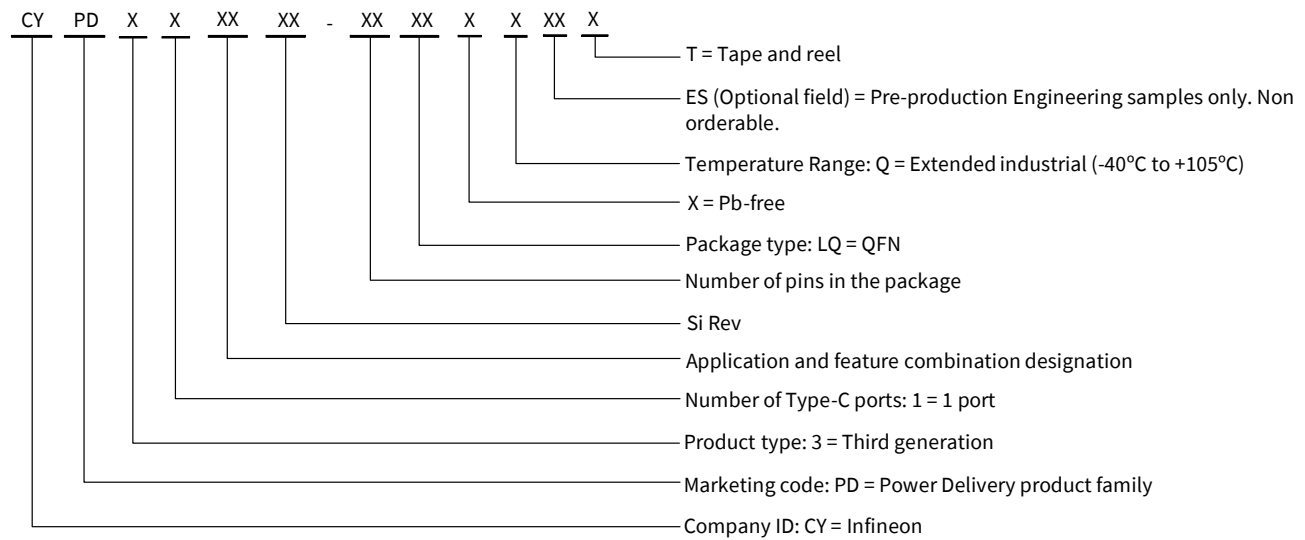 CY PD X X XX XX - XX XX X X XX X
T = Tape and reel
ES (Optional field) = Pre-production Engineering samples only. Non
orderable.
Temperature Range: Q = Extended industrial (-40°C to +105°C)
X = Pb-free
Package type: LQ = QFN
Number of pins in the package
Si Rev
Application and feature combination designation
Number of Type-C ports: 1 = 1 port
Product type: 3 = Third generation
Marketing code: PD = Power Delivery product family
Company ID: CY = Infineon